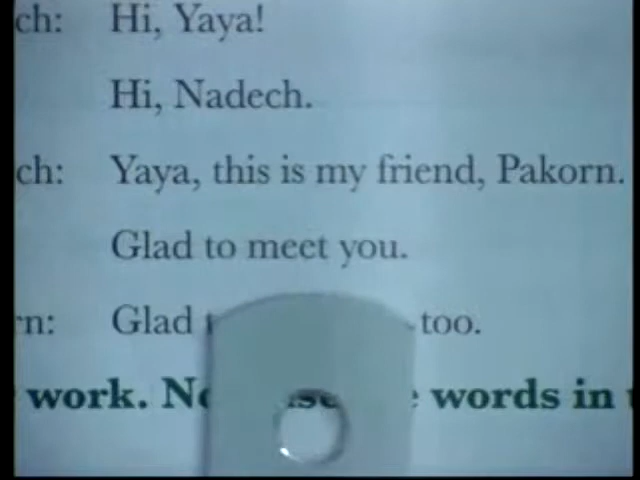 ch: Hi, Yaya!
Hi, Nadech.
ch: Yaya, this is my friend, Pakorn.
Glad to meet you.
rn: Glad too.
work. words in